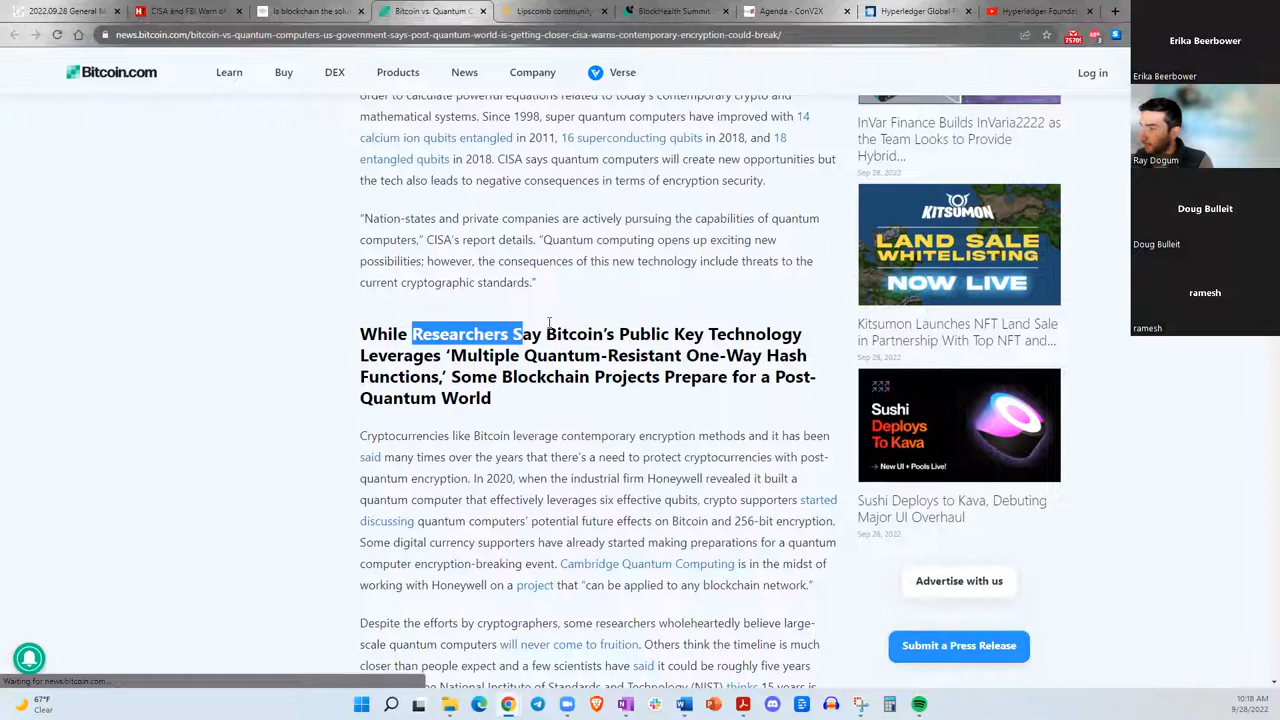 2022.09.28 General M
CISA and FBI Warn of
Is blockchain the solu
Bitcoin vs. Quantum C
Lipscomb community
BlockHealth Summit
Agenda - ConV2X
Hyperledger Global Fo
Hyperledger Foundat
news.bitcoin.com/bitcoin-vs-quantum-computers-us-government-says-post-quantum-world-is-getting-closer-cisa-warns-contemporary-encryption-could-break/
Bitcoin.com
Learn
Buy
DEX
Products
News
Company
Verse
Log in
order to calculate powerful equations related to today's contemporary crypto and
mathematical systems. Since 1998, super quantum computers have improved with 14
calcium ion qubits entangled in 2011, 16 superconducting qubits in 2018, and 18
entangled qubits in 2018. CISA says quantum computers will create new opportunities but
the tech also leads to negative consequences in terms of encryption security.
“Nation-states and private companies are actively pursuing the capabilities of quantum
computers,” CISA's report details. “Quantum computing opens up exciting new
possibilities; however, the consequences of this new technology include threats to the
current cryptographic standards.”
While Researchers Say Bitcoin’s Public Key Technology
Leverages ‘Multiple Quantum-Resistant One-Way Hash
Functions,’ Some Blockchain Projects Prepare for a Post-
Quantum World
Cryptocurrencies like Bitcoin leverage contemporary encryption methods and it has been
said many times over the years that there's a need to protect cryptocurrencies with post-
quantum encryption. In 2020, when the industrial firm Honeywell revealed it built a
quantum computer that effectively leverages six effective qubits, crypto supporters started
discussing quantum computers' potential future effects on Bitcoin and 256-bit encryption.
Some digital currency supporters have already started making preparations for a quantum
computer encryption-breaking event. Cambridge Quantum Computing is in the midst of
working with Honeywell on a project that “can be applied to any blockchain network.”
Despite the efforts by cryptographers, some researchers wholeheartedly believe large-
scale quantum computers will never come to fruition. Others think the timeline is much
closer than people expect and a few scientists have said it could be roughly five years
the National Institute of Standards and Technology (NIST) thinks 15 years is
InVar Finance Builds InVaria2222 as
the Team Looks to Provide
Hybrid...
Sep 28, 2022
KITSUMON
LAND SALE
WHITELISTING
NOW LIVE
Kitsumon Launches NFT Land Sale
in Partnership With Top NFT and...
Sep 28, 2022
Sushi
Deploys
To Kava
→ New UI + Pools Live!
Sushi Deploys to Kava, Debuting
Major UI Overhaul
Sep 28, 2022
Advertise with us
Submit a Press Release
Erika Beerbower
Erika Beerbower
Ray Dogum
Doug Bulleit
Doug Bulleit
ramesh
ramesh
Waiting for news.bitcoin.com...
67°F
Clear
10:18 AM
9/28/2022